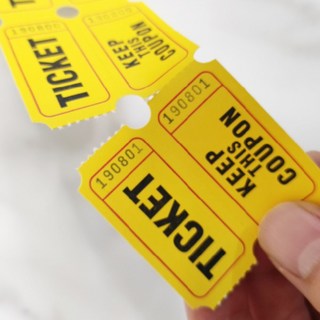 TICKET
KEEP
THIS
COUPON
190801
TICKET
190801
KEEP
THIS
COUPON